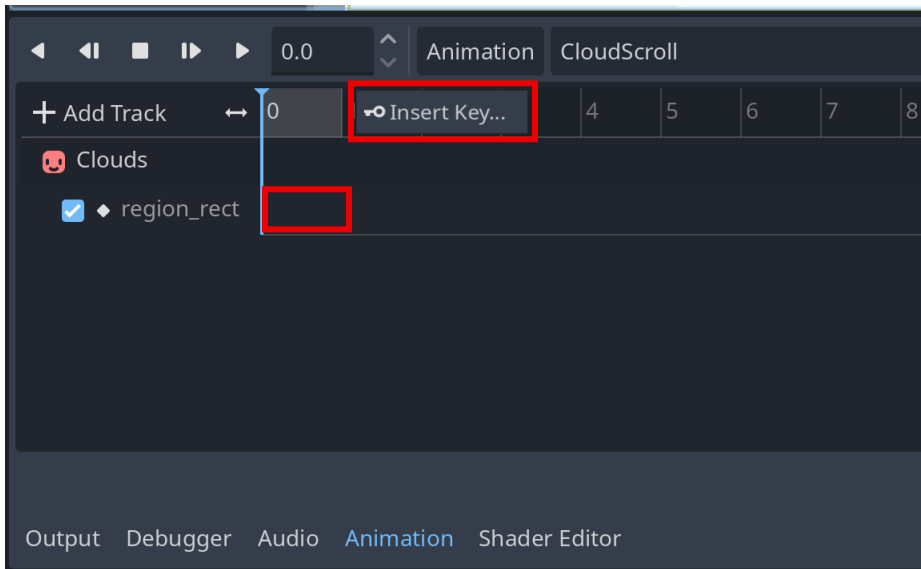 0.0 Animation CloudScroll
Add Track 0 Insert Key... 4 5 6 7 8
Clouds
region_rect
Output Debugger Audio Animation Shader Editor